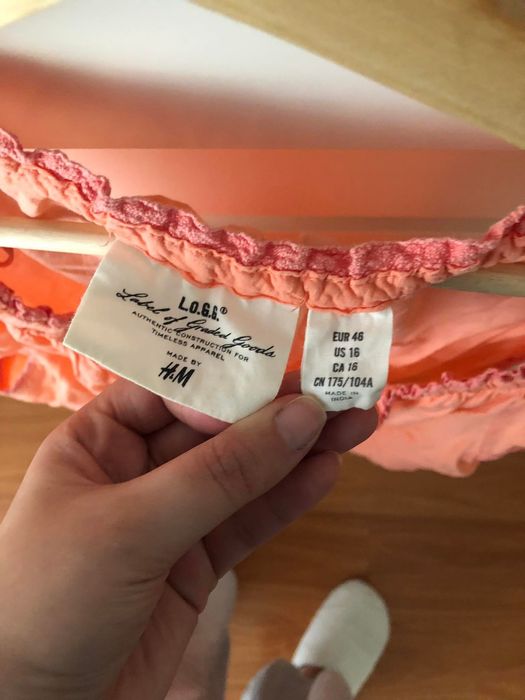 L.O.G.G.®
Label of Graded Goods
AUTHENTIC CONSTRUCTION FOR
TIMELESS APPAREL
MADE BY
H&M
EUR 46
US 16
CA 16
CN 175/104A
MADE IN
INDIA